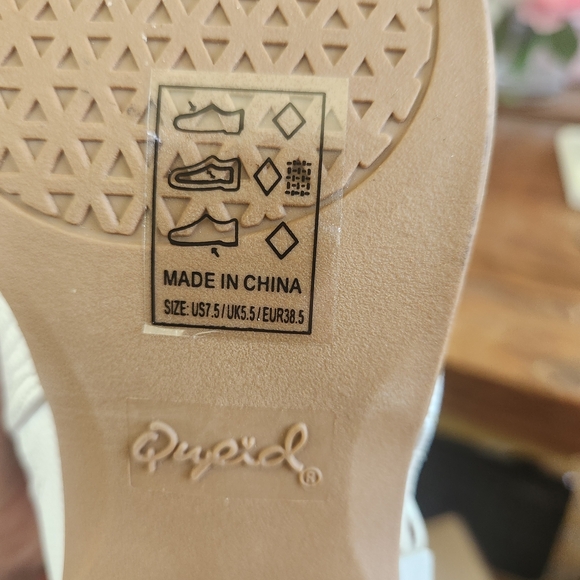 MADE IN CHINA
SIZE: US7.5 / UK5.5 / EUR38.5
Qupid®